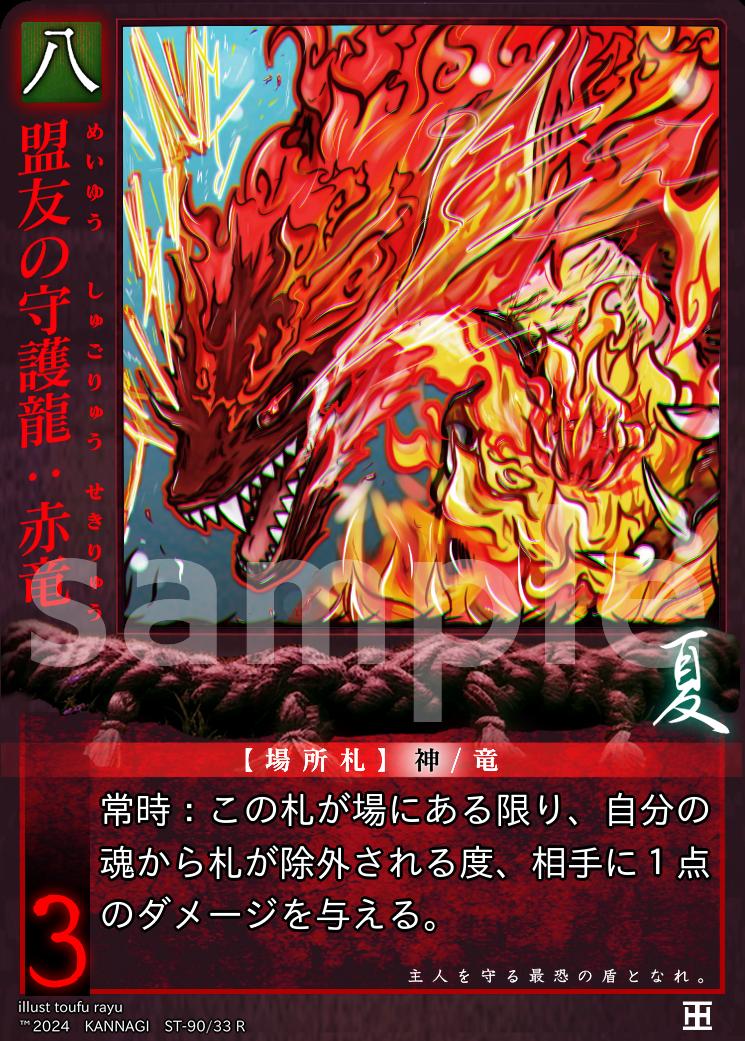 八
盟友の守護龍：赤竜
めいゆう しゅごりゅう せきりゅう
sample
夏
【場所札】 神/竜
常時：この札が場にある限り、自分の
魂から札が除外される度、相手に１点
のダメージを与える。
3
主人を守る最恐の盾となれ。
illust toufu rayu
™2024 KANNAGI ST-90/33 R